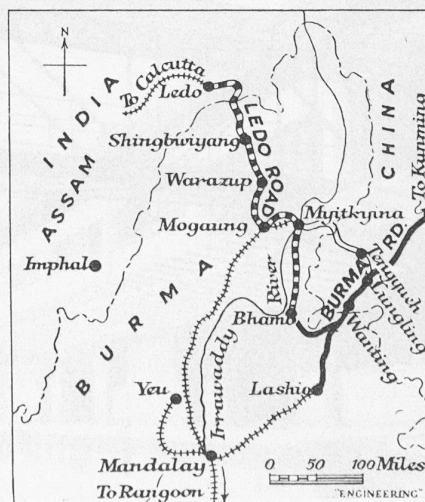 N
To Calcutta
Ledo
INDIA
ASSAM
LEDO ROAD
CHINA
To Kunming
Shingbwiyang
Warazup
Mogaung
Myitkyina
Imphal
BURMA
River
Irrawaddy
BURMA RD.
Tengyueh
Lungling
Wanting
Bhamo
Yeu
Lashio
Mandalay
To Rangoon
0 50 100 Miles
"ENGINEERING"